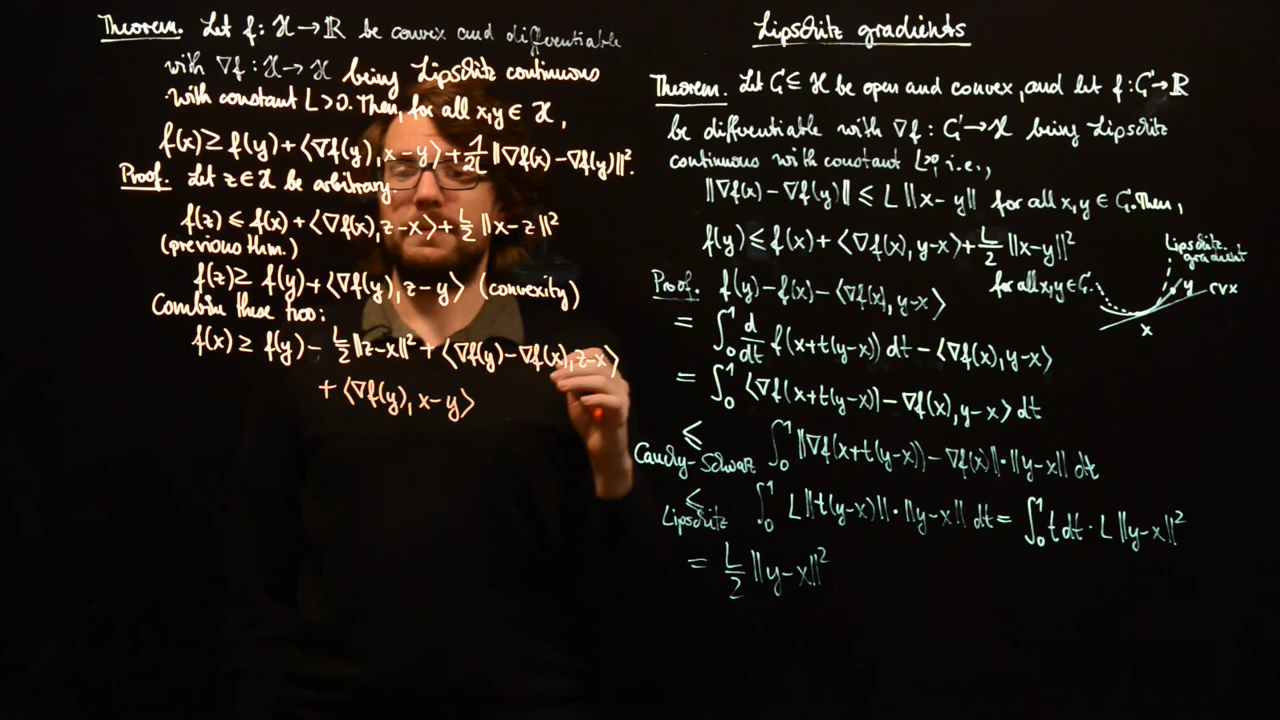 Theorem. Let f: ℋ→ℝ be convex and differentiable
with ∇f: ℋ→ℋ being Lipschitz continuous
with constant L>0. Then, for all x,y ∈ ℋ,
f(x) ≥ f(y) + ⟨∇f(y), x-y⟩ + 1/2L ‖∇f(x) - ∇f(y)‖².
Proof. Let z∈ℋ be arbitrary.
f(z) ≤ f(x) + ⟨∇f(x), z-x⟩ + L/2 ‖x-z‖²
(previous thm.)
f(z) ≥ f(y) + ⟨∇f(y), z-y⟩ (convexity)
Combine these two:
f(x) ≥ f(y) - L/2 ‖z-x‖² + ⟨∇f(y) - ∇f(x), z-x⟩
+ ⟨∇f(y), x-y⟩
Lipschitz gradients
Theorem. Let G ⊆ ℋ be open and convex, and let f: G→ℝ
be differentiable with ∇f: G→ℋ being Lipschitz
continuous with constant L>0, i.e.,
‖∇f(x) - ∇f(y)‖ ≤ L ‖x-y‖ for all x,y ∈ G. Then,
f(y) ≤ f(x) + ⟨∇f(x), y-x⟩ + L/2 ‖x-y‖²
for all x,y∈G.
Lipschitz
gradient
y
cvx
x
Proof. f(y) - f(x) - ⟨∇f(x), y-x⟩
= ∫₀¹ d/dt f(x+t(y-x)) dt - ⟨∇f(x), y-x⟩
= ∫₀¹ ⟨∇f(x+t(y-x)) - ∇f(x), y-x⟩ dt
≤ ∫₀¹ ‖∇f(x+t(y-x)) - ∇f(x)‖·‖y-x‖ dt
Cauchy-Schwarz
≤ ∫₀¹ L‖t(y-x)‖·‖y-x‖ dt = ∫₀¹ t dt · L ‖y-x‖²
Lipschitz
= L/2 ‖y-x‖²